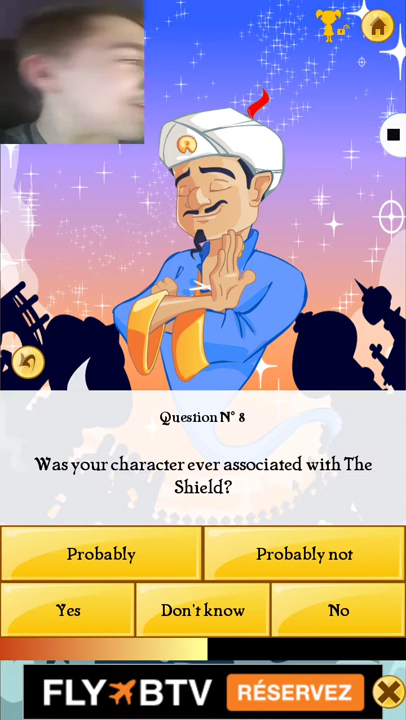 Question N° 8
Was your character ever associated with The
Shield?
Probably
Probably not
Yes
Don't know
No
FLY BTV
RÉSERVEZ